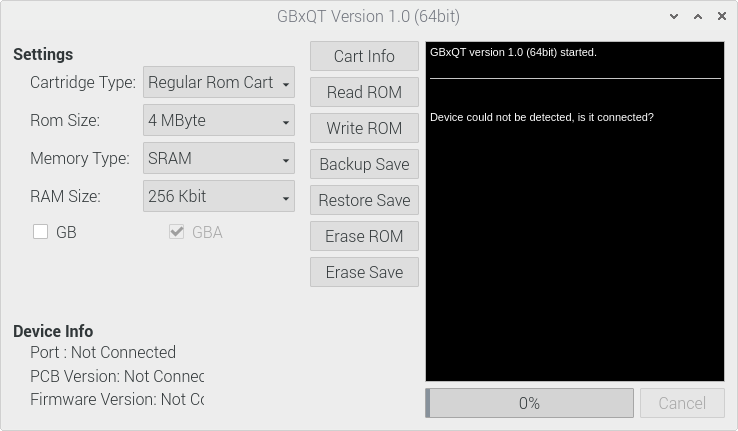 GBxQT Version 1.0 (64bit)
Settings
Cartridge Type: Regular Rom Cart
Rom Size: 4 MByte
Memory Type: SRAM
RAM Size: 256 Kbit
GB GBA
Cart Info
Read ROM
Write ROM
Backup Save
Restore Save
Erase ROM
Erase Save
GBxQT version 1.0 (64bit) started.
Device could not be detected, is it connected?
Device Info
Port : Not Connected
PCB Version: Not Connec
Firmware Version: Not Co
0%
Cancel